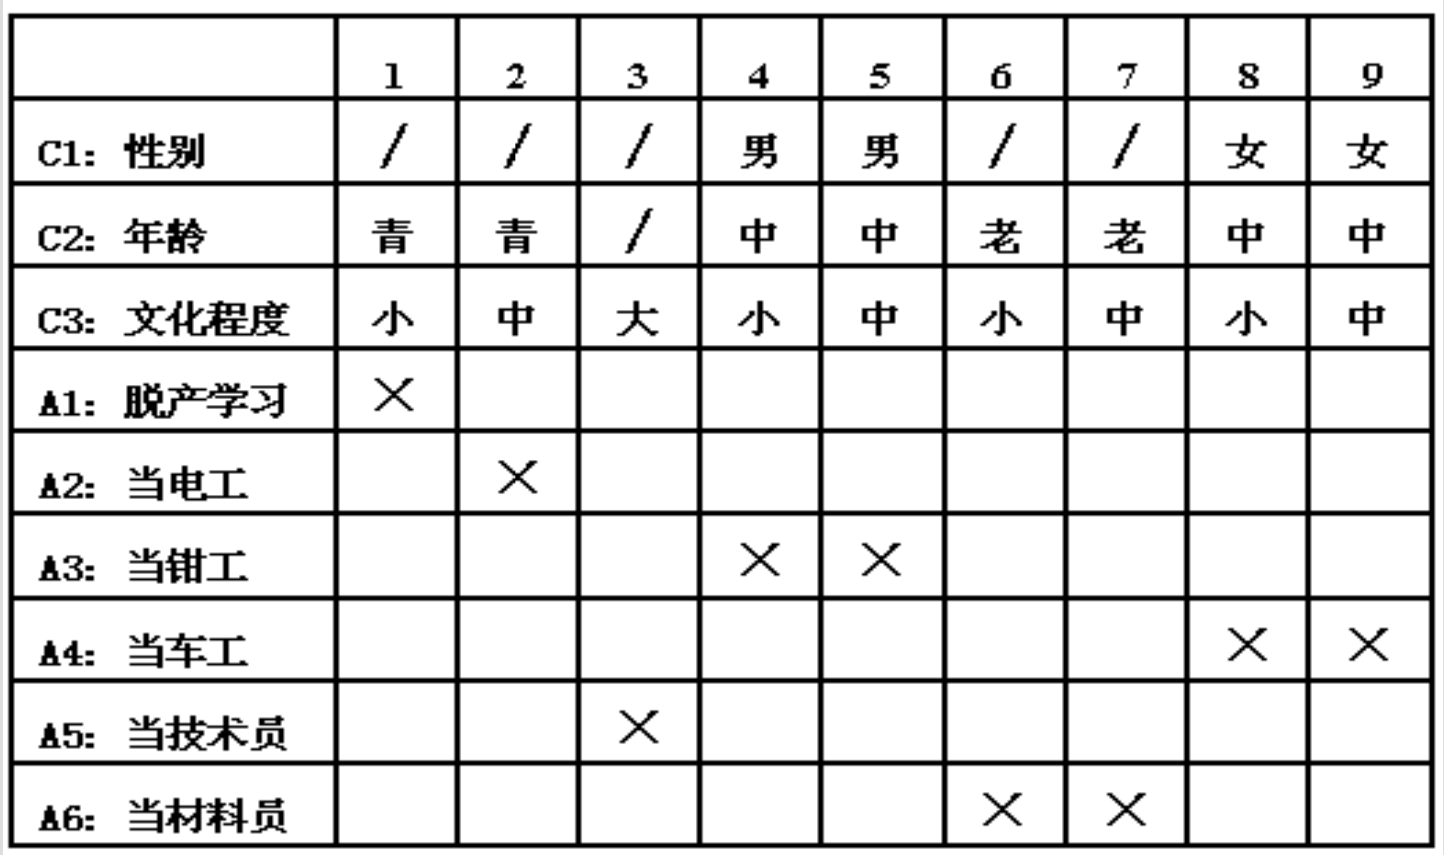 1 2 3 4 5 6 7 8 9
C1: 性别 / / / 男 男 / / 女 女
C2: 年龄 青 青 / 中 中 老 老 中 中
C3: 文化程度 小 中 大 小 中 小 中 小 中
A1: 脱产学习 ×
A2: 当电工 ×
A3: 当钳工 × ×
A4: 当车工 × ×
A5: 当技术员 ×
A6: 当材料员 × ×